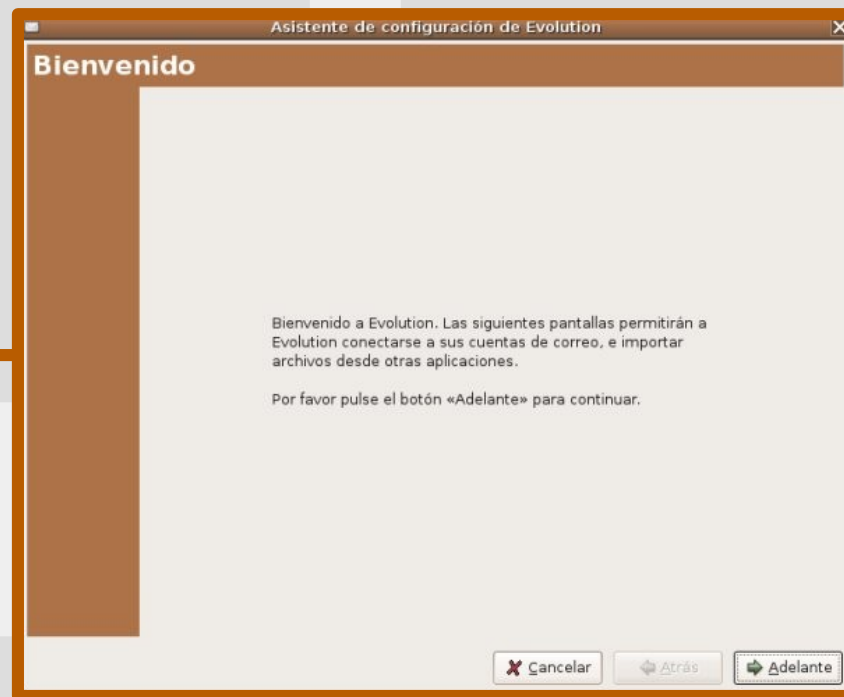 Asistente de configuración de Evolution
Bienvenido
Bienvenido a Evolution. Las siguientes pantallas permitirán a
Evolution conectarse a sus cuentas de correo, e importar
archivos desde otras aplicaciones.
Por favor pulse el botón «Adelante» para continuar.
Cancelar
Atrás
Adelante